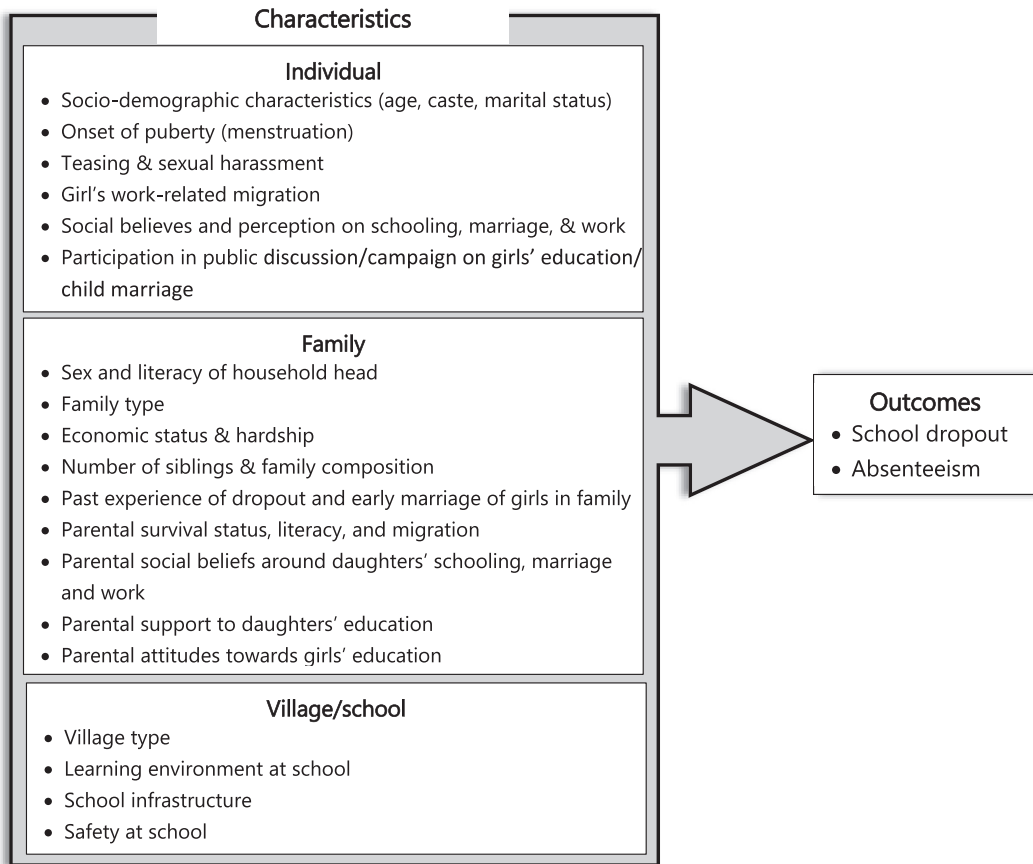 Characteristics
Individual
• Socio-demographic characteristics (age, caste, marital status)
• Onset of puberty (menstruation)
• Teasing & sexual harassment
• Girl's work-related migration
• Social believes and perception on schooling, marriage, & work
• Participation in public discussion/campaign on girls' education/
child marriage
Family
• Sex and literacy of household head
• Family type
• Economic status & hardship
• Number of siblings & family composition
• Past experience of dropout and early marriage of girls in family
• Parental survival status, literacy, and migration
• Parental social beliefs around daughters' schooling, marriage
and work
• Parental support to daughters' education
• Parental attitudes towards girls' education
Village/school
• Village type
• Learning environment at school
• School infrastructure
• Safety at school
Outcomes
• School dropout
• Absenteeism